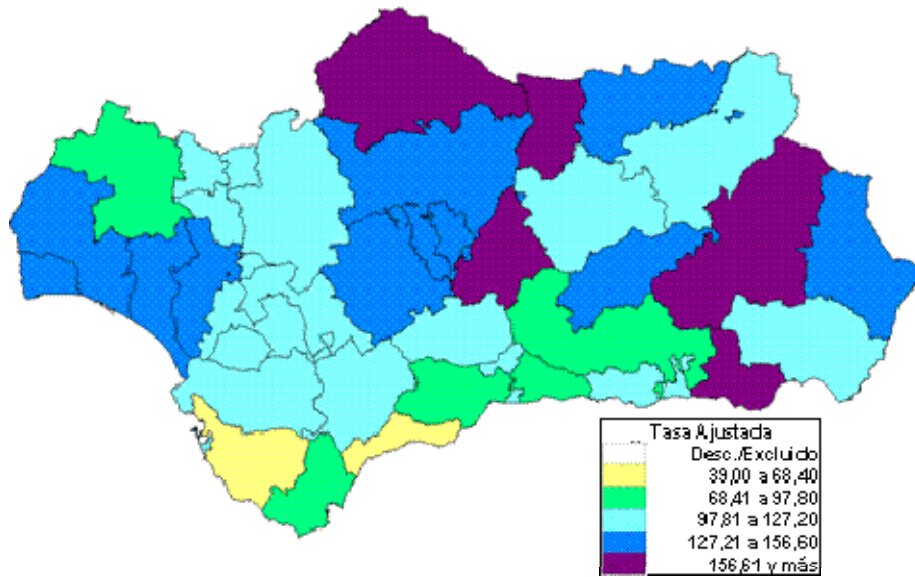 Tasa Ajustada
Desc./Excluido
39,00 a 68,40
68,41 a 97,80
97,81 a 127,20
127,21 a 156,60
156,61 y más